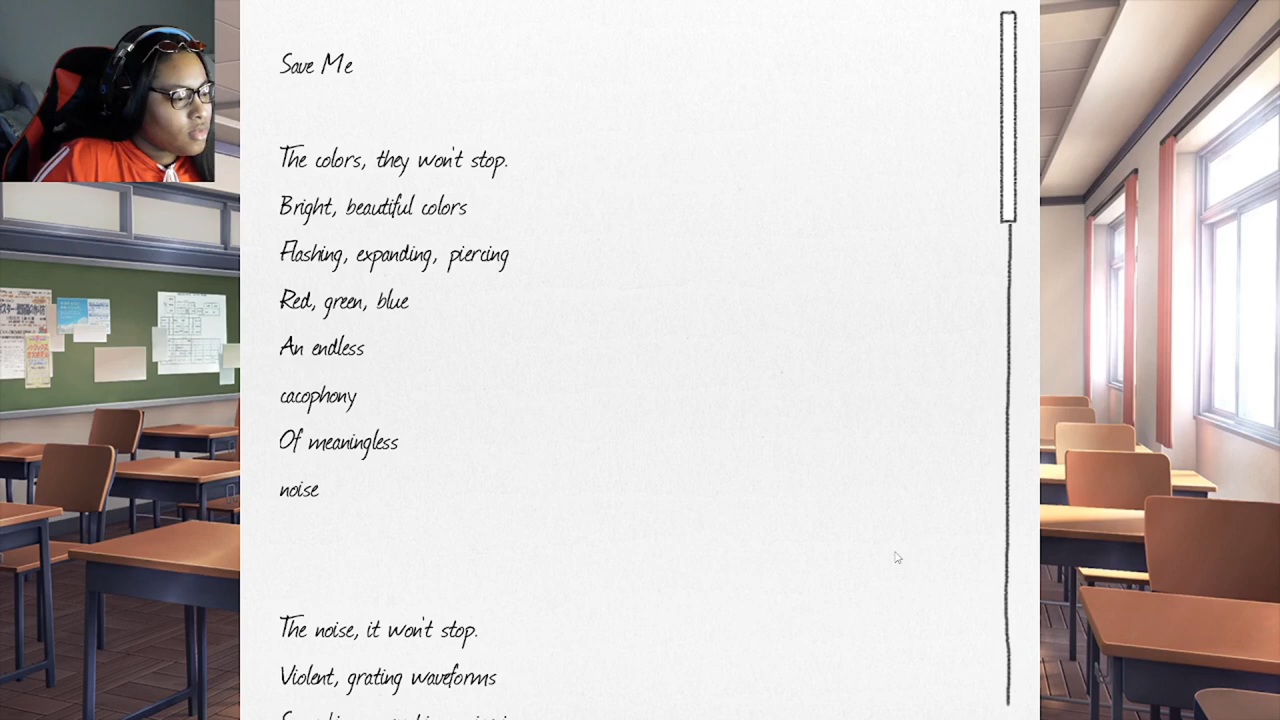 Save Me
The colors, they won't stop.
Bright, beautiful colors
Flashing, expanding, piercing
Red, green, blue
An endless
cacophony
Of meaningless
noise
The noise, it won't stop.
Violent, grating waveforms